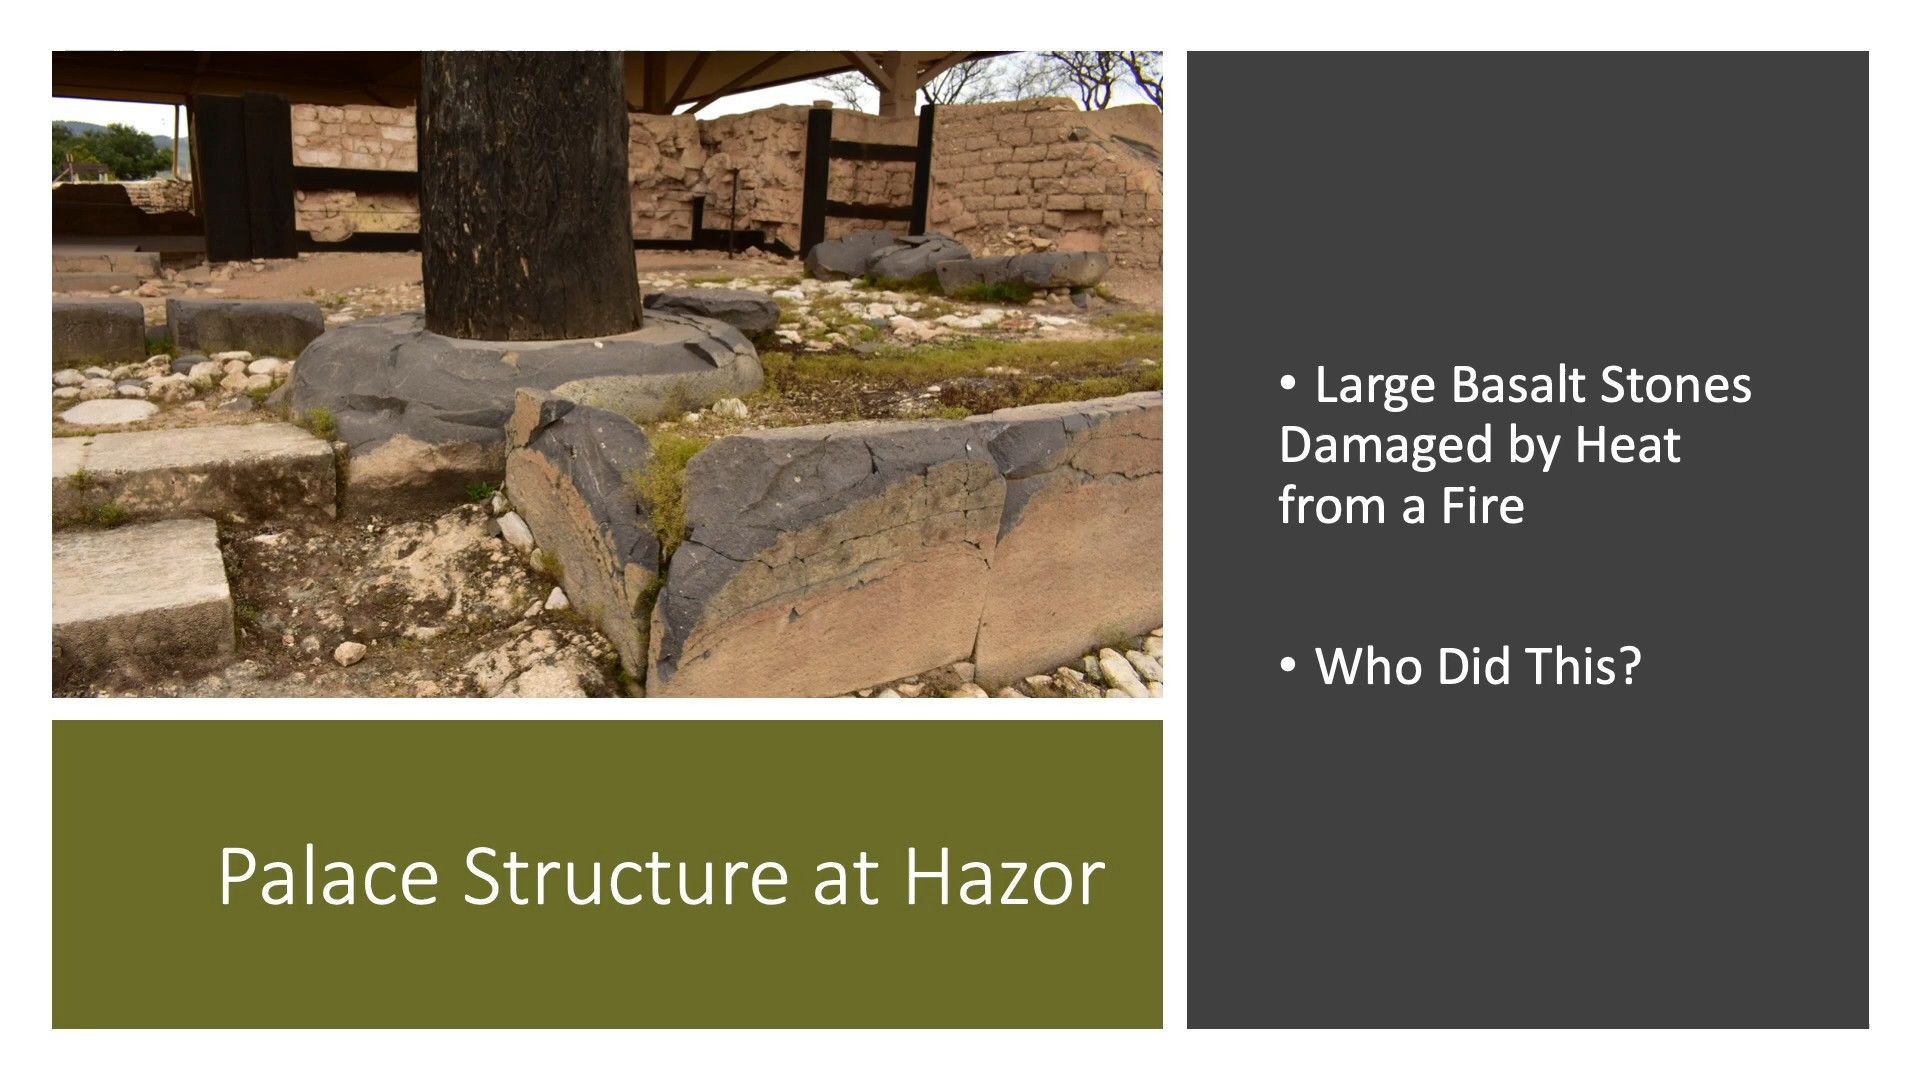 • Large Basalt Stones
Damaged by Heat
from a Fire
• Who Did This?
Palace Structure at Hazor